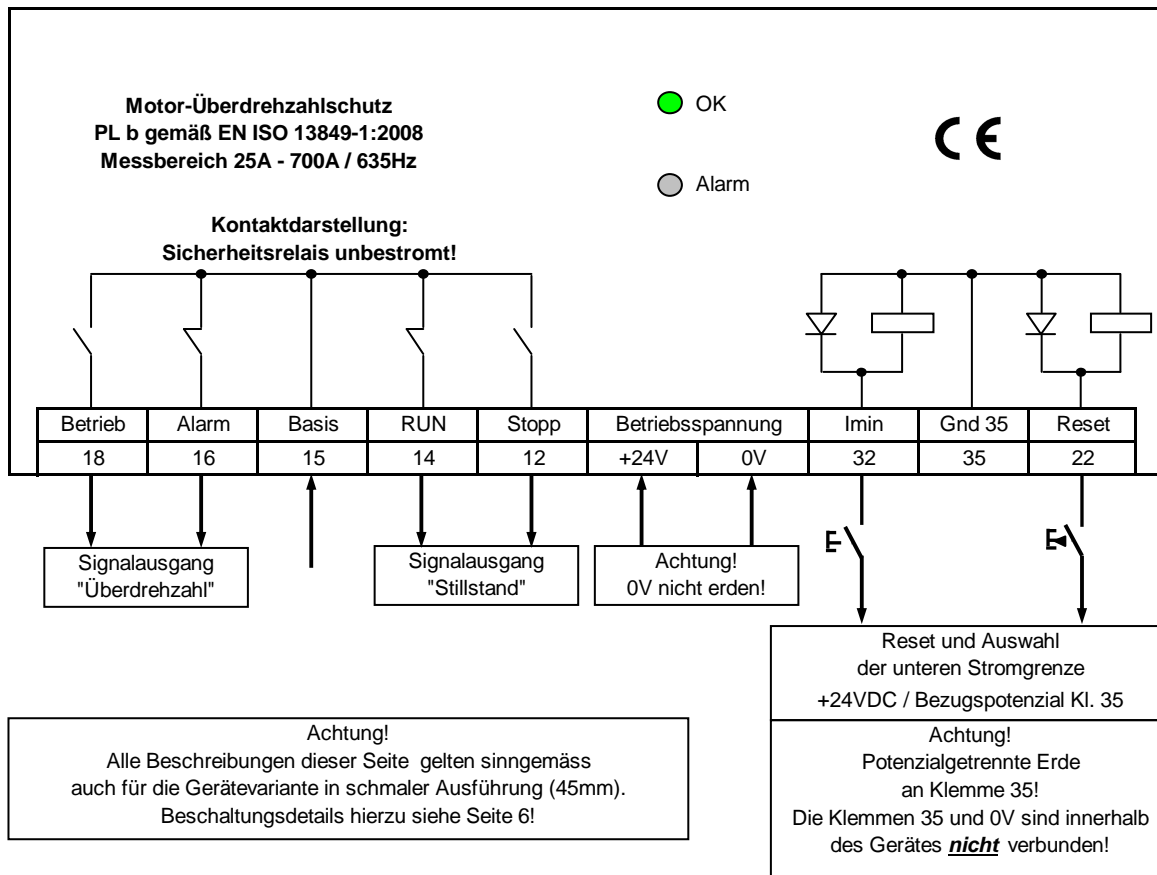 Motor-Überdrehzahlschutz
PL b gemäß EN ISO 13849-1:2008
Messbereich 25A - 700A / 635Hz
OK
Alarm
CE
Kontaktdarstellung:
Sicherheitsrelais unbestromt!
Betrieb Alarm Basis RUN Stopp Betriebsspannung Imin Gnd 35 Reset
18 16 15 14 12 +24V 0V 32 35 22
Signalausgang
"Überdrehzahl"
Signalausgang
"Stillstand"
Achtung!
0V nicht erden!
Reset und Auswahl
der unteren Stromgrenze
+24VDC / Bezugspotenzial Kl. 35
Achtung!
Potenzialgetrennte Erde
an Klemme 35!
Die Klemmen 35 und 0V sind innerhalb
des Gerätes nicht verbunden!
Achtung!
Alle Beschreibungen dieser Seite gelten sinngemäss
auch für die Gerätevariante in schmaler Ausführung (45mm).
Beschaltungsdetails hierzu siehe Seite 6!